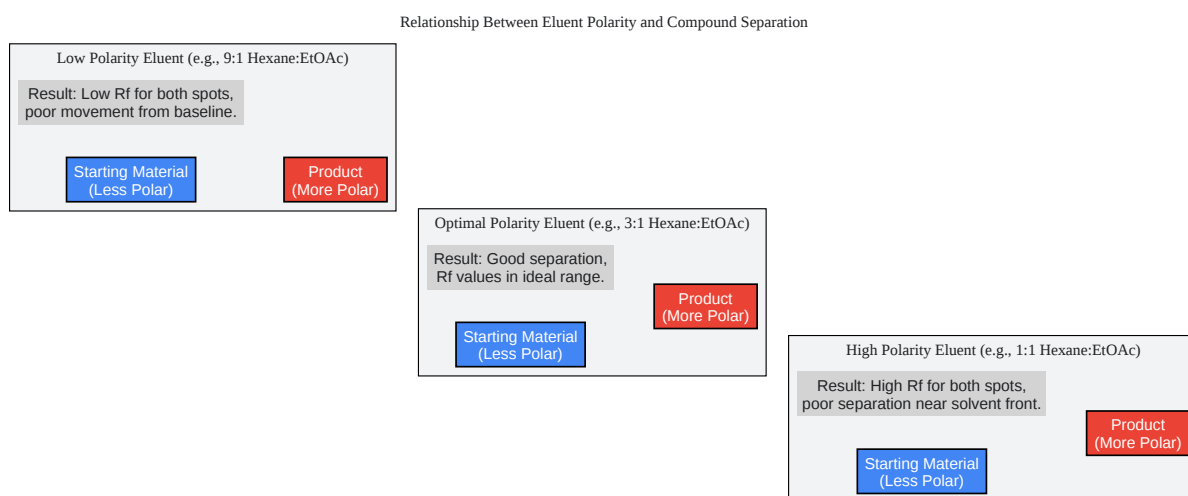 Relationship Between Eluent Polarity and Compound Separation
Low Polarity Eluent (e.g., 9:1 Hexane:EtOAc)
Result: Low Rf for both spots,
poor movement from baseline.
Starting Material
(Less Polar)
Product
(More Polar)
Optimal Polarity Eluent (e.g., 3:1 Hexane:EtOAc)
Result: Good separation,
Rf values in ideal range.
Product
(More Polar)
Starting Material
(Less Polar)
High Polarity Eluent (e.g., 1:1 Hexane:EtOAc)
Result: High Rf for both spots,
poor separation near solvent front.
Product
(More Polar)
Starting Material
(Less Polar)